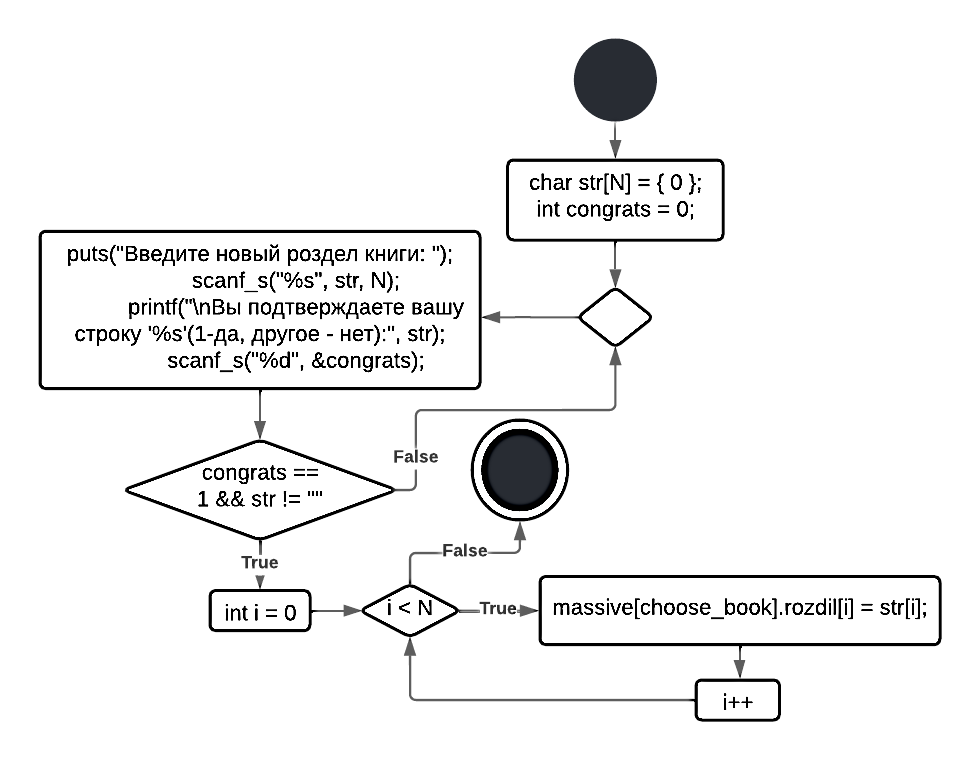 char str[N] = { 0 };
int congrats = 0;
puts("Введите новый роздел книги: ");
scanf_s("%s", str, N);
printf("\nВы подтверждаете вашу
строку '%s'(1-да, другое - нет):", str);
scanf_s("%d", &congrats);
False
congrats ==
1 && str != ""
True
False
int i = 0
i < N
True
massive[choose_book].rozdil[i] = str[i];
i++